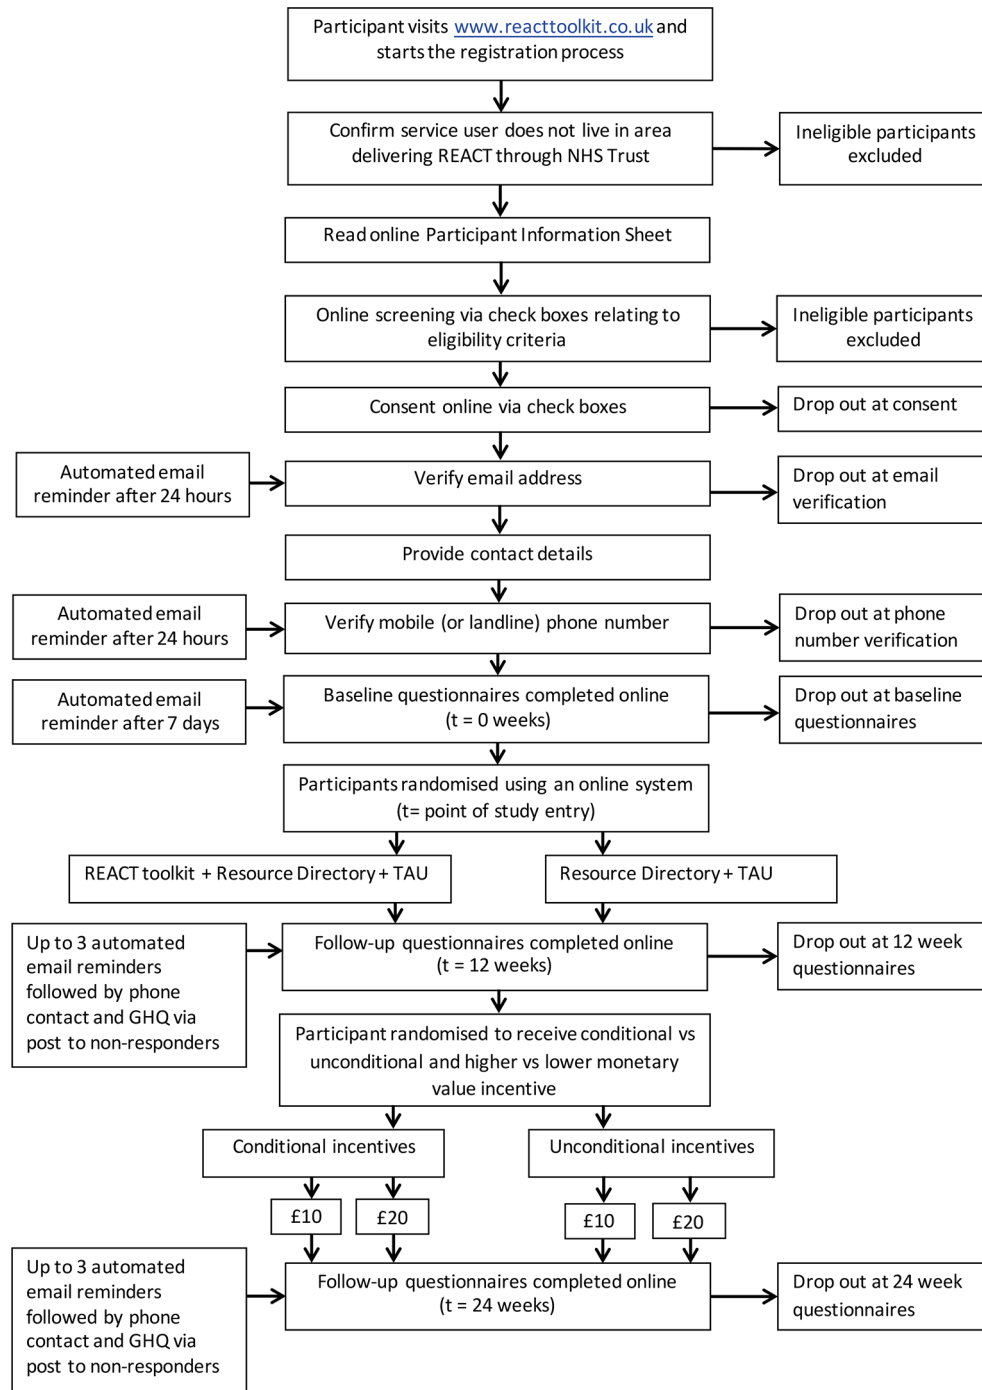 Participant visits www.reacttoolkit.co.uk and
starts the registration process
Confirm service user does not live in area
delivering REACT through NHS Trust
Ineligible participants
excluded
Read online Participant Information Sheet
Online screening via check boxes relating to
eligibility criteria
Ineligible participants
excluded
Consent online via check boxes
Drop out at consent
Automated email
reminder after 24 hours
Verify email address
Drop out at email
verification
Provide contact details
Automated email
reminder after 24 hours
Verify mobile (or landline) phone number
Drop out at phone
number verification
Automated email
reminder after 7 days
Baseline questionnaires completed online
(t = 0 weeks)
Drop out at baseline
questionnaires
Participants randomised using an online system
(t= point of study entry)
REACT toolkit + Resource Directory + TAU
Resource Directory + TAU
Up to 3 automated
email reminders
followed by phone
contact and GHQ via
post to non-responders
Follow-up questionnaires completed online
(t = 12 weeks)
Drop out at 12 week
questionnaires
Participant randomised to receive conditional vs
unconditional and higher vs lower monetary
value incentive
Conditional incentives
Unconditional incentives
£10
£20
£10
£20
Up to 3 automated
email reminders
followed by phone
contact and GHQ via
post to non-responders
Follow-up questionnaires completed online
(t = 24 weeks)
Drop out at 24 week
questionnaires